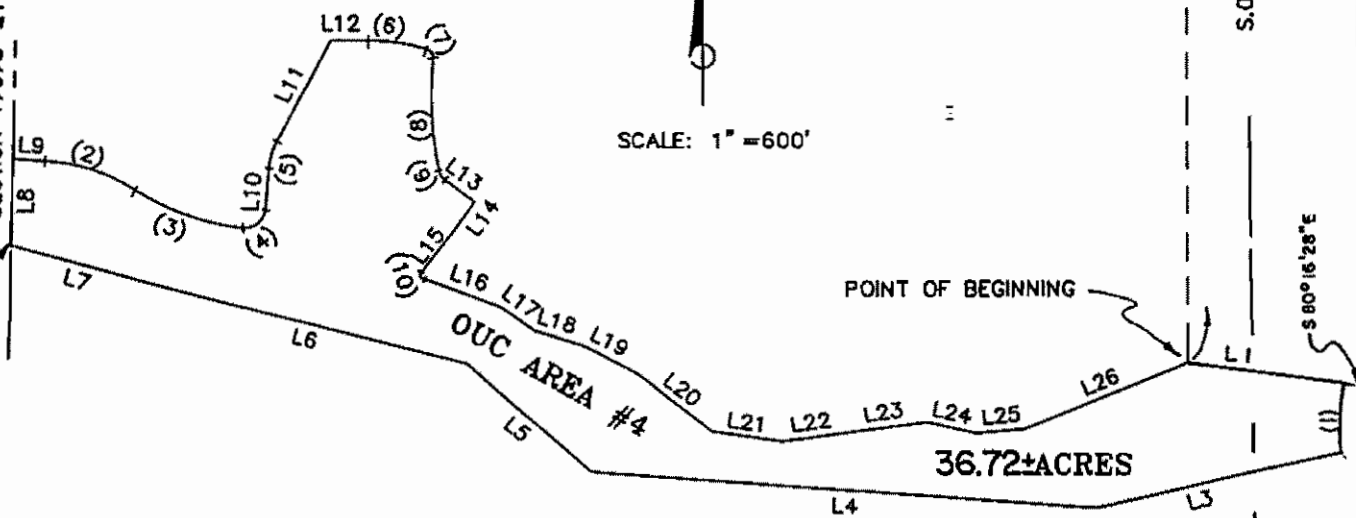 L12 (6) (7)
L11
SCALE: 1" =600'
(8)
L9 (2)
L8
L10 (5)
(9) L13
L14
(3) (4)
L15
(10)
L16
L17
L18
L19
L7
L6
OUC AREA #4
L20
L5
POINT OF BEGINNING
S 80°16'28"E
L1
L26
L21 L22 L23 L24 L25
(1)
36.72±ACRES
L3
L4